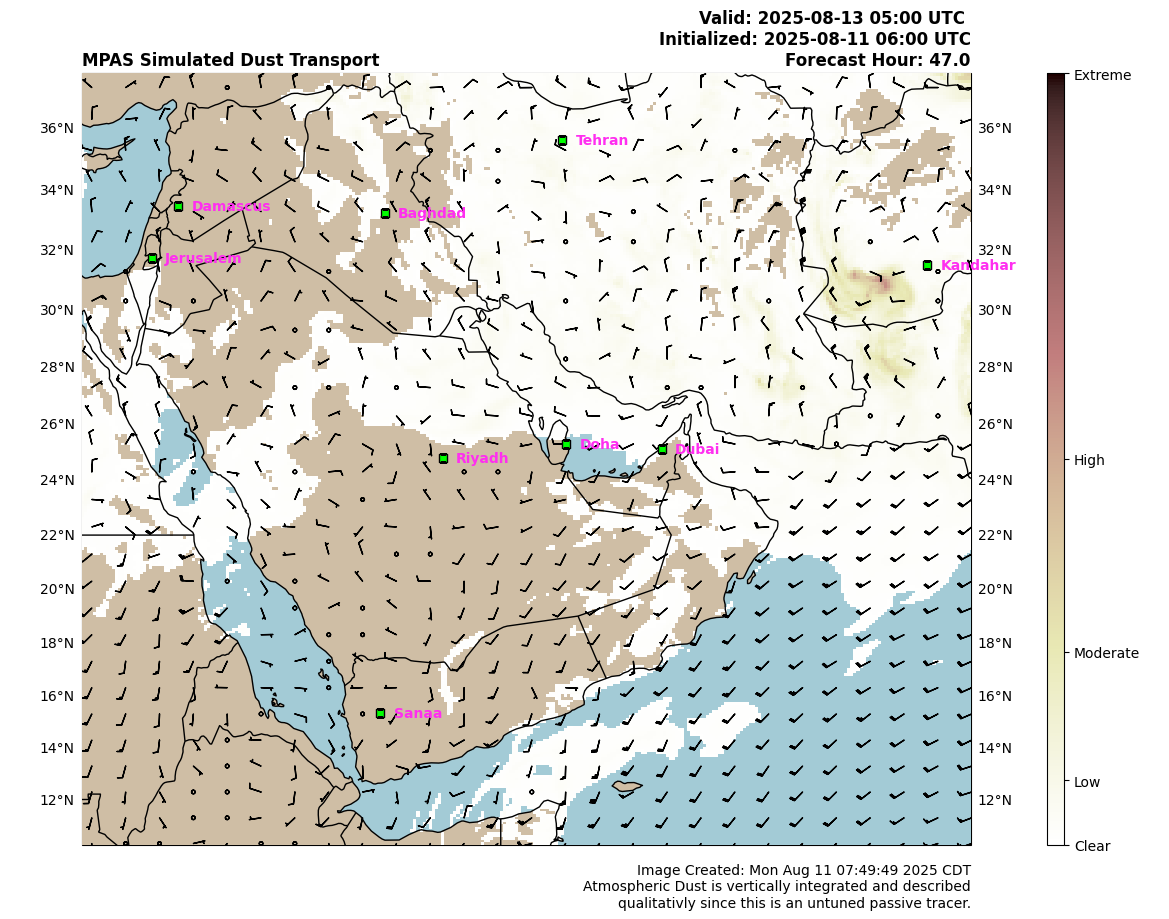 Valid: 2025-08-13 05:00 UTC
Initialized: 2025-08-11 06:00 UTC
MPAS Simulated Dust Transport Forecast Hour: 47.0
Extreme
36°N Tehran 36°N
34°N Damascus Baghdad 34°N
32°N Jerusalem Kandahar 32°N
30°N 30°N
28°N 28°N
26°N Doha Dubai 26°N
Riyadh High
24°N 24°N
22°N 22°N
20°N 20°N
18°N 18°N Moderate
16°N Sanaa 16°N
14°N 14°N
12°N 12°N Low
Clear
Image Created: Mon Aug 11 07:49:49 2025 CDT
Atmospheric Dust is vertically integrated and described
qualitativly since this is an untuned passive tracer.